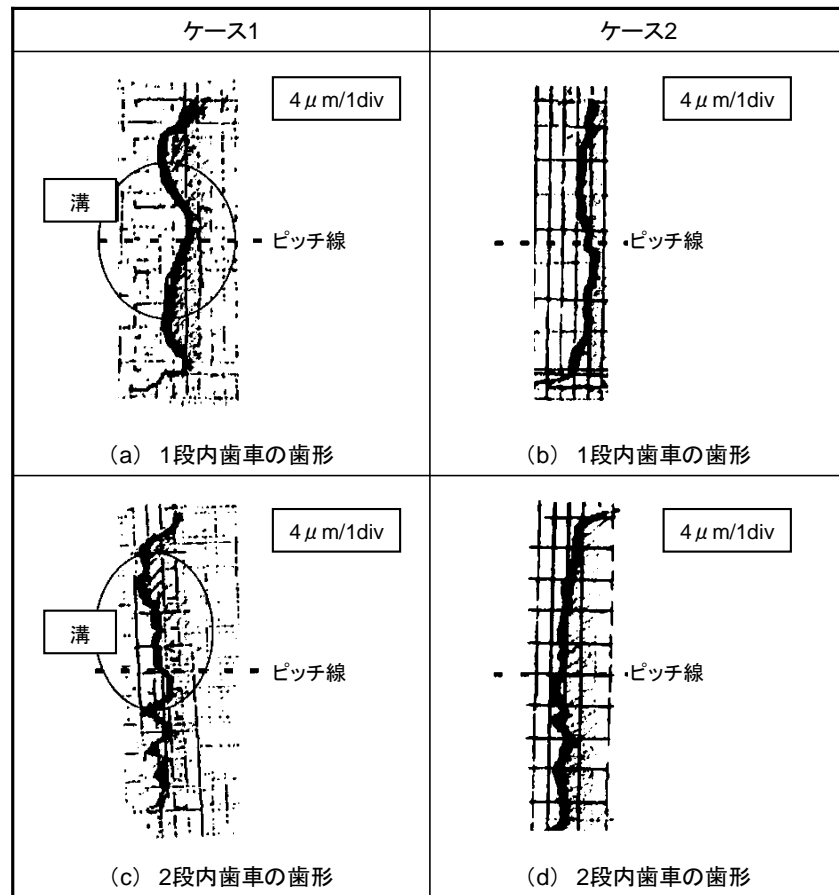 ケース1
ケース2
4μm/1div
4μm/1div
溝
ピッチ線
ピッチ線
(a) 1段内歯車の歯形
(b) 1段内歯車の歯形
4μm/1div
4μm/1div
溝
ピッチ線
ピッチ線
(c) 2段内歯車の歯形
(d) 2段内歯車の歯形